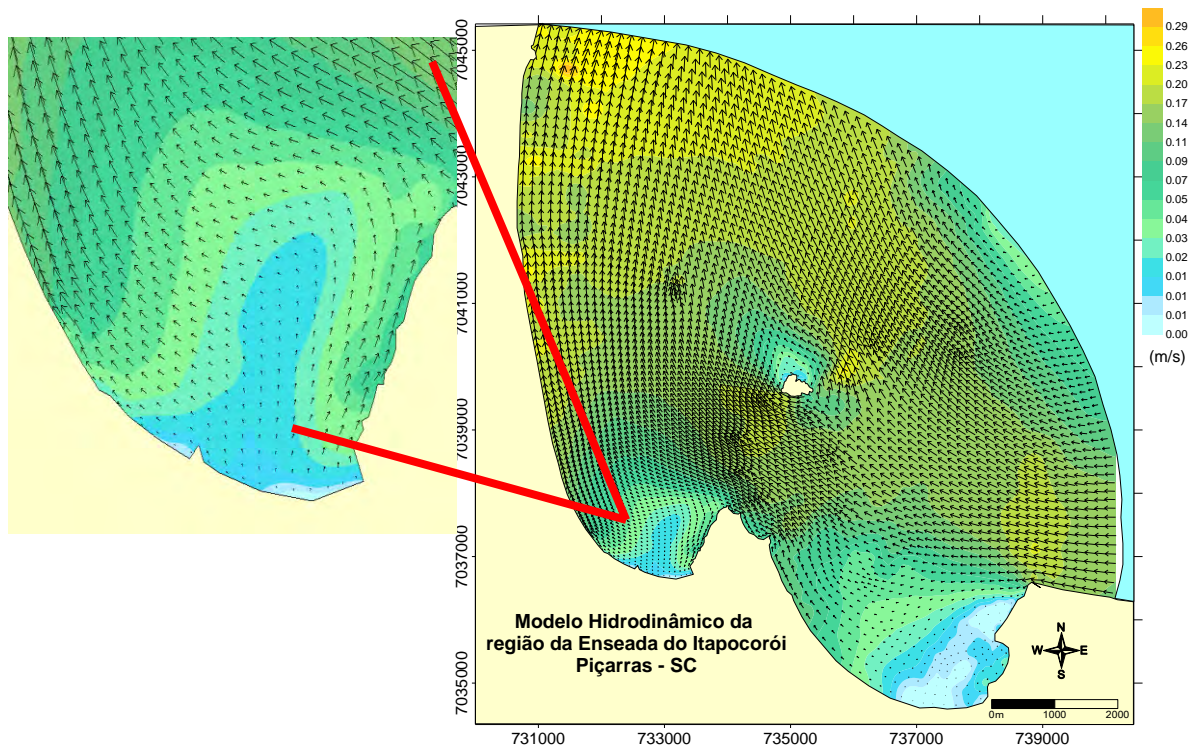 7045000
7043000
7041000
7039000
7037000
7035000
0.29
0.26
0.23
0.20
0.17
0.14
0.11
0.09
0.07
0.05
0.04
0.03
0.02
0.01
0.01
0.00
(m/s)
Modelo Hidrodinâmico da
região da Enseada do Itapocorói
Piçarras - SC
N
W E
S
0m 1000 2000
731000 733000 735000 737000 739000